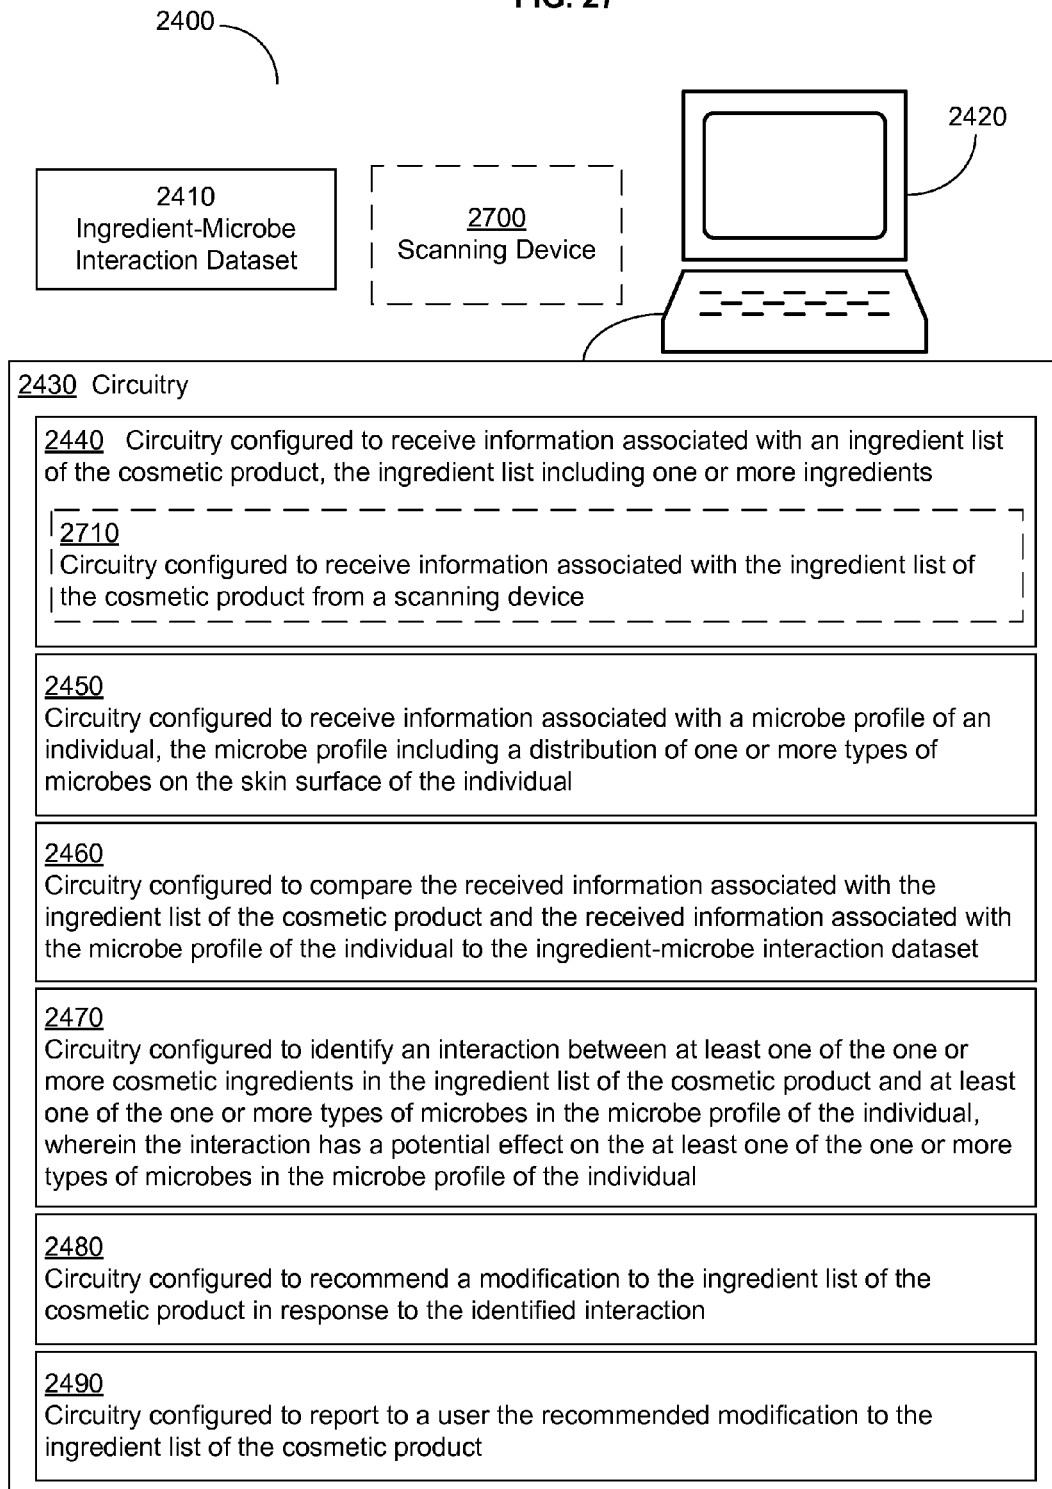 FIG. 27
2400
2420
2410
Ingredient-Microbe
Interaction Dataset
2700
Scanning Device
2430 Circuitry
2440 Circuitry configured to receive information associated with an ingredient list
of the cosmetic product, the ingredient list including one or more ingredients
2710
Circuitry configured to receive information associated with the ingredient list of
the cosmetic product from a scanning device
2450
Circuitry configured to receive information associated with a microbe profile of an
individual, the microbe profile including a distribution of one or more types of
microbes on the skin surface of the individual
2460
Circuitry configured to compare the received information associated with the
ingredient list of the cosmetic product and the received information associated with
the microbe profile of the individual to the ingredient-microbe interaction dataset
2470
Circuitry configured to identify an interaction between at least one of the one or
more cosmetic ingredients in the ingredient list of the cosmetic product and at least
one of the one or more types of microbes in the microbe profile of the individual,
wherein the interaction has a potential effect on the at least one of the one or more
types of microbes in the microbe profile of the individual
2480
Circuitry configured to recommend a modification to the ingredient list of the
cosmetic product in response to the identified interaction
2490
Circuitry configured to report to a user the recommended modification to the
ingredient list of the cosmetic product